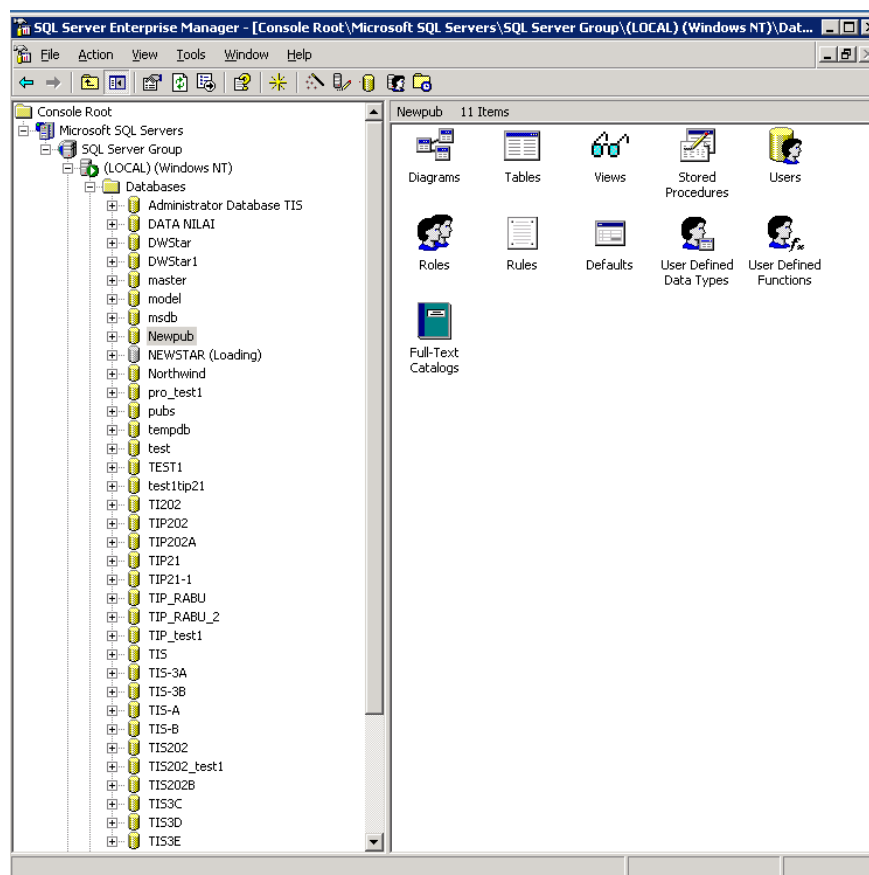 SQL Server Enterprise Manager - [Console Root\Microsoft SQL Servers\SQL Server Group\(LOCAL) (Windows NT)\Dat...
File Action View Tools Window Help
Console Root
Microsoft SQL Servers
SQL Server Group
(LOCAL) (Windows NT)
Databases
Administrator Database TIS
DATA NILAI
DWStar
DWStar1
master
model
msdb
Newpub
NEWSTAR (Loading)
Northwind
pro_test1
pubs
tempdb
test
TEST1
test1tip21
TI202
TIP202
TIP202A
TIP21
TIP21-1
TIP_RABU
TIP_RABU_2
TIP_test1
TIS
TIS-3A
TIS-3B
TIS-A
TIS-B
TIS202
TIS202_test1
TIS202B
TIS3C
TIS3D
TIS3E
Newpub 11 Items
Diagrams
Tables
Views
Stored
Procedures
Users
Roles
Rules
Defaults
User Defined
Data Types
User Defined
Functions
Full-Text
Catalogs